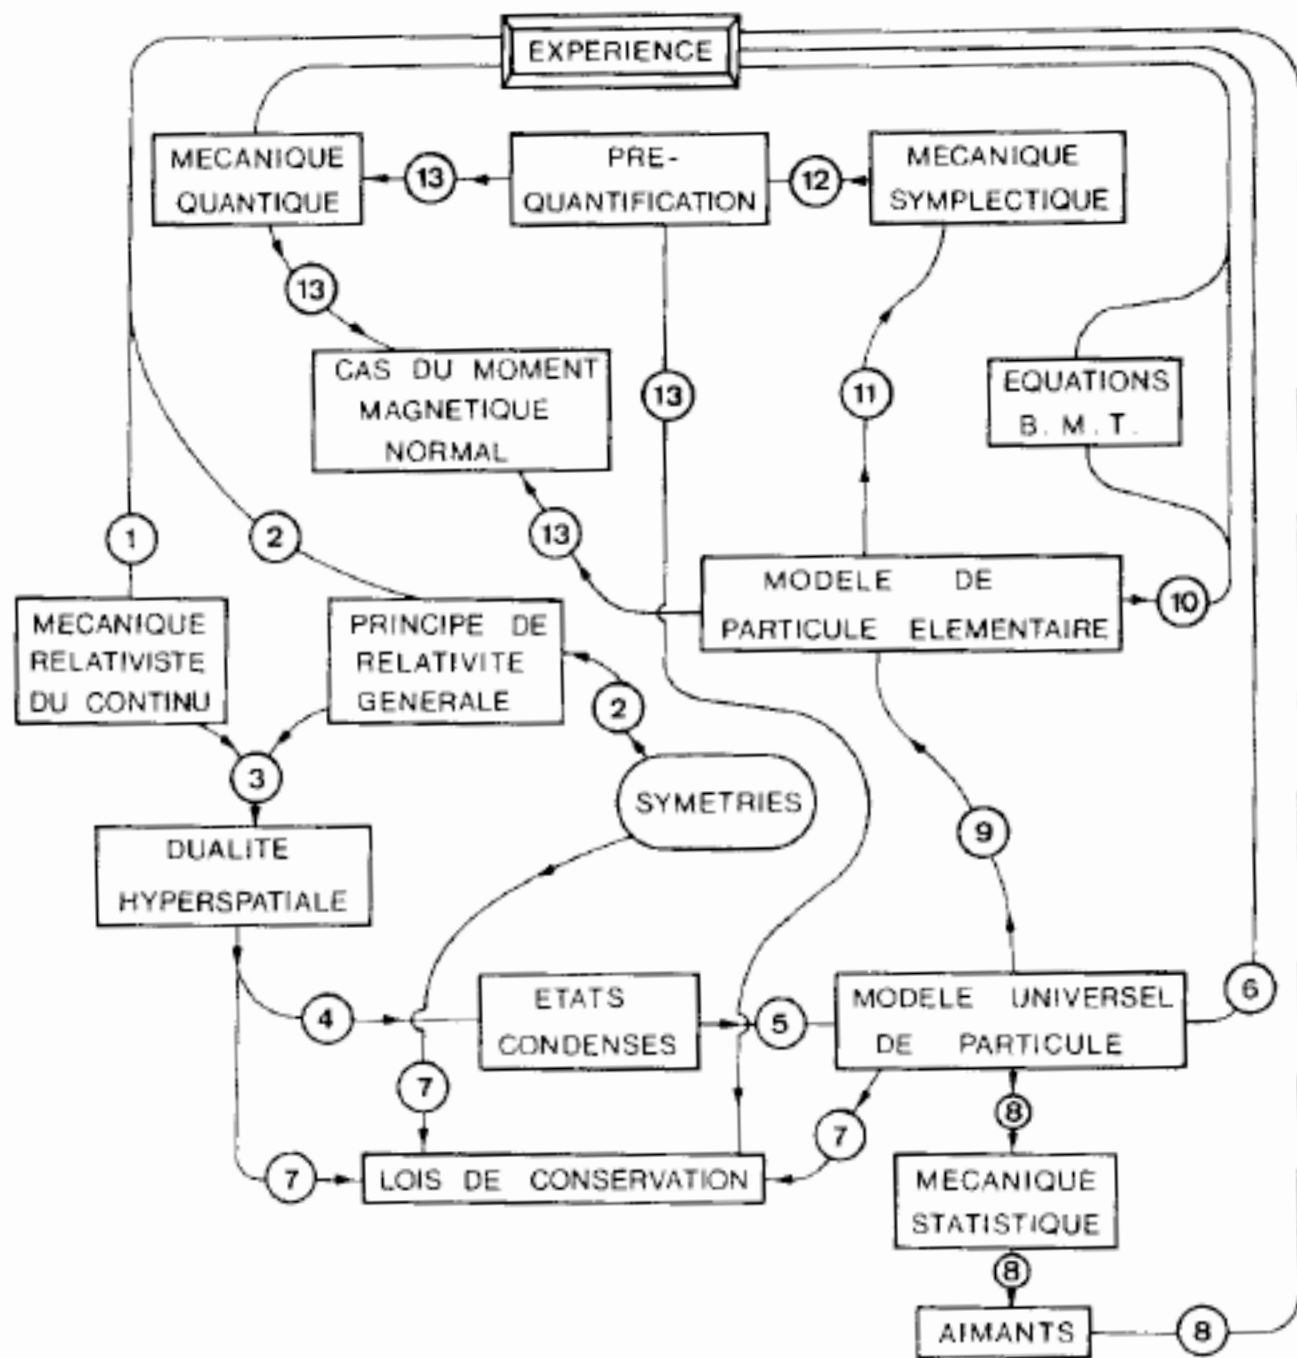 EXPERIENCE
MECANIQUE
QUANTIQUE
13
PRE-
QUANTIFICATION
12
MECANIQUE
SYMPLECTIQUE
13
CAS DU MOMENT
MAGNETIQUE
NORMAL
13
11
EQUATIONS
B. M. T.
1
2
13
MODELE DE
PARTICULE ELEMENTAIRE
10
MECANIQUE
RELATIVISTE
DU CONTINU
PRINCIPE DE
RELATIVITE
GENERALE
2
3
SYMETRIES
9
DUALITE
HYPERSPATIALE
4
ETATS
CONDENSES
5
MODELE UNIVERSEL
DE PARTICULE
6
7
8
7
7
LOIS DE CONSERVATION
MECANIQUE
STATISTIQUE
8
AIMANTS
8